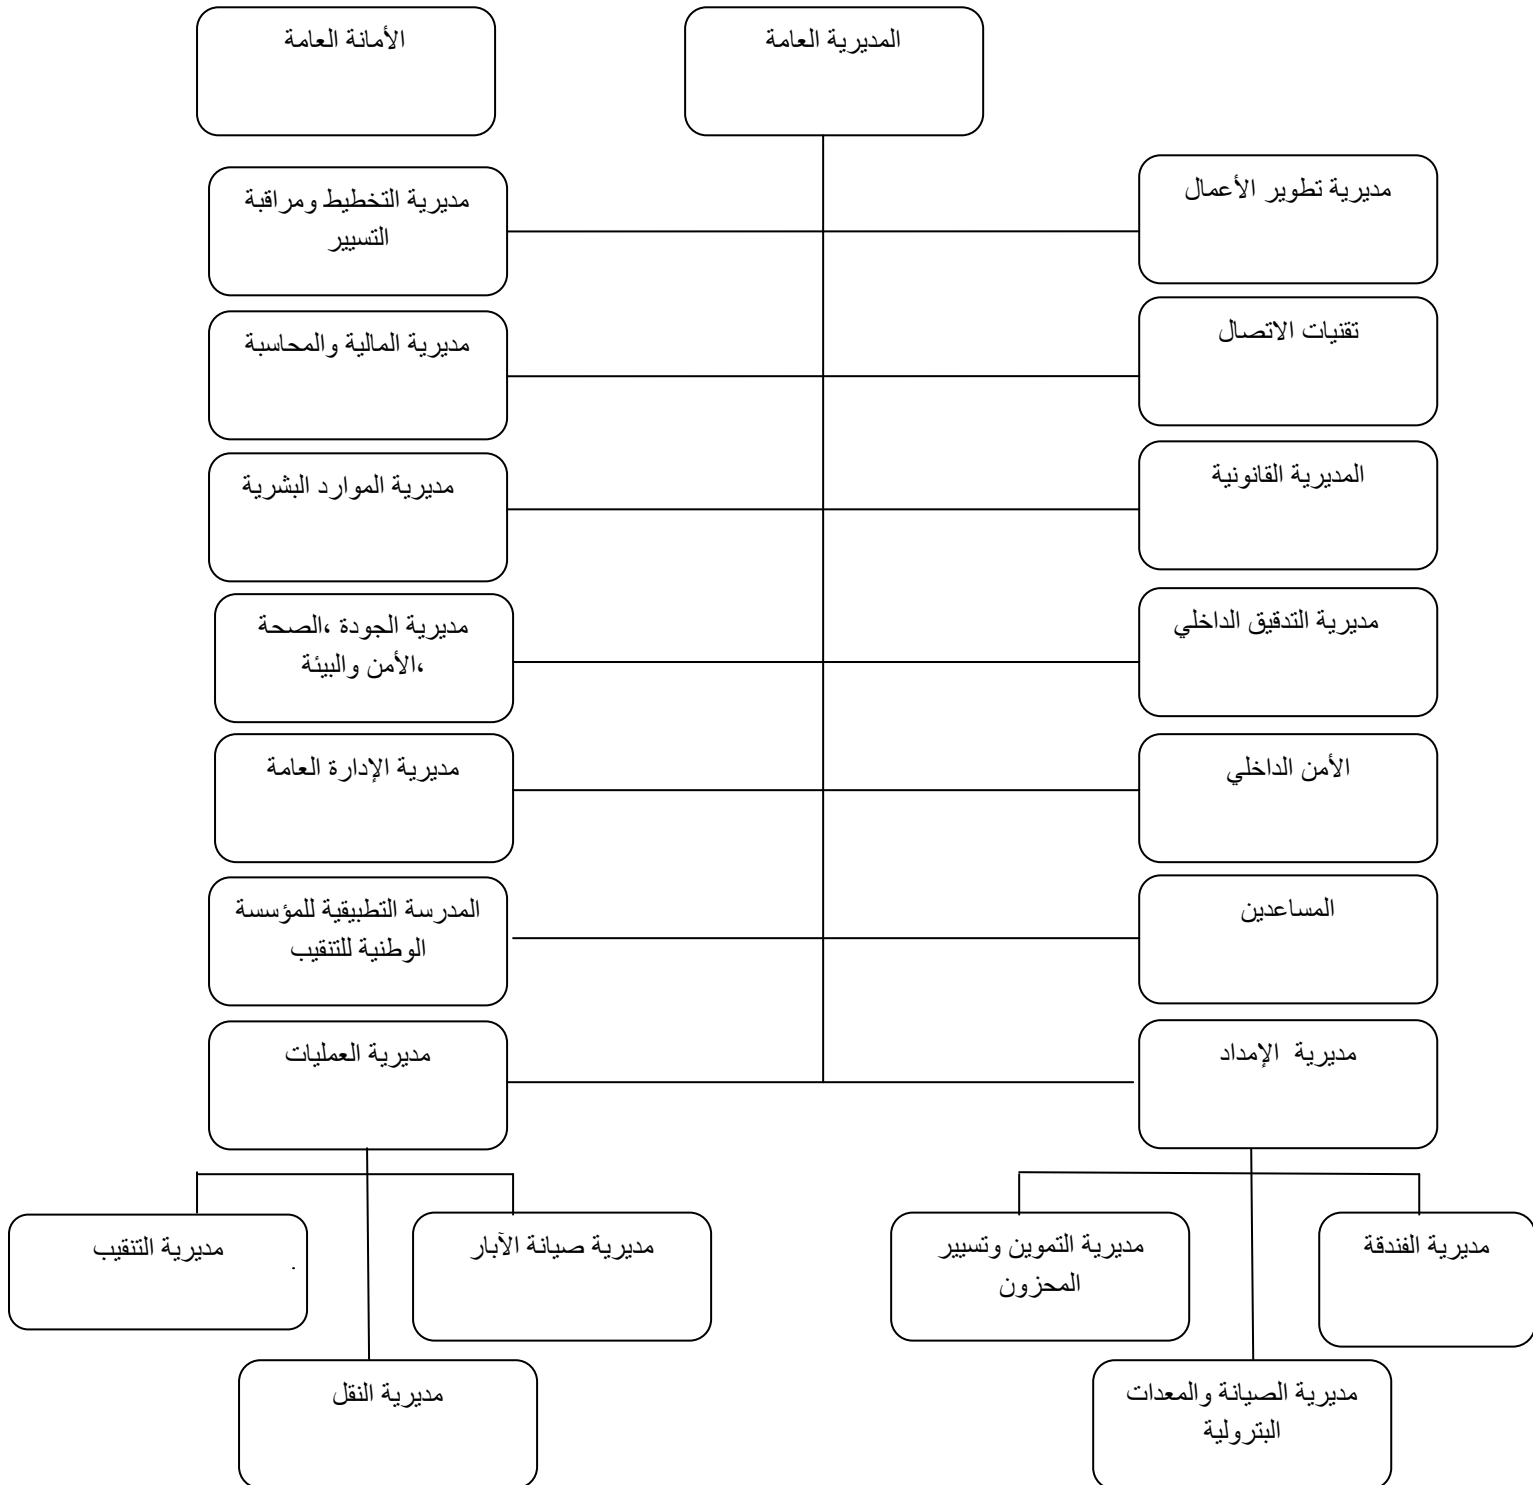 المديرية العامة
الأمانة العامة
مديرية تطوير الأعمال
مديرية التخطيط ومراقبة
التسيير
تقنيات الاتصال
مديرية المالية والمحاسبة
المديرية القانونية
مديرية الموارد البشرية
مديرية التدقيق الداخلي
مديرية الجودة ،الصحة
،الأمن والبيئة
الأمن الداخلي
مديرية الإدارة العامة
المساعدين
المدرسة التطبيقية للمؤسسة
الوطنية للتنقيب
مديرية الإمداد
مديرية العمليات
مديرية الفندقة
مديرية التموين وتسيير
المحزون
مديرية صيانة الآبار
مديرية التنقيب
.
مديرية الصيانة والمعدات
البترولية
مديرية النقل